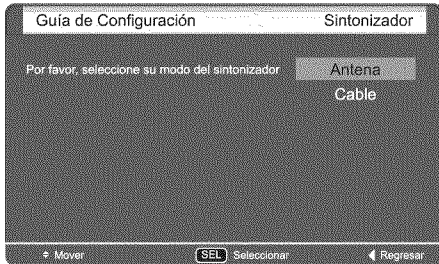 Guía de Configuración Sintonizador
Por favor, seleccione su modo del sintonizador Antena
Cable
Mover SEL Seleccionar Regresar